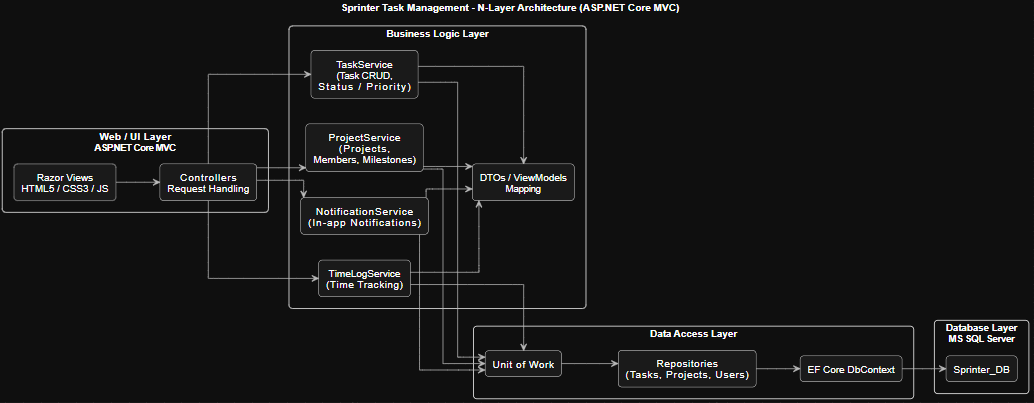 Sprinter Task Management - N-Layer Architecture (ASP.NET Core MVC)
Business Logic Layer
TaskService
(Task CRUD,
Status / Priority)
ProjectService
(Projects,
Members, Milestones)
NotificationService
(In-app Notifications)
TimeLogService
(Time Tracking)
DTOs / ViewModels
Mapping
Web / UI Layer
ASP.NET Core MVC
Razor Views
HTML5 / CSS3 / JS
Controllers
Request Handling
Data Access Layer
Unit of Work
Repositories
(Tasks, Projects, Users)
EF Core DbContext
Database Layer
MS SQL Server
Sprinter_DB